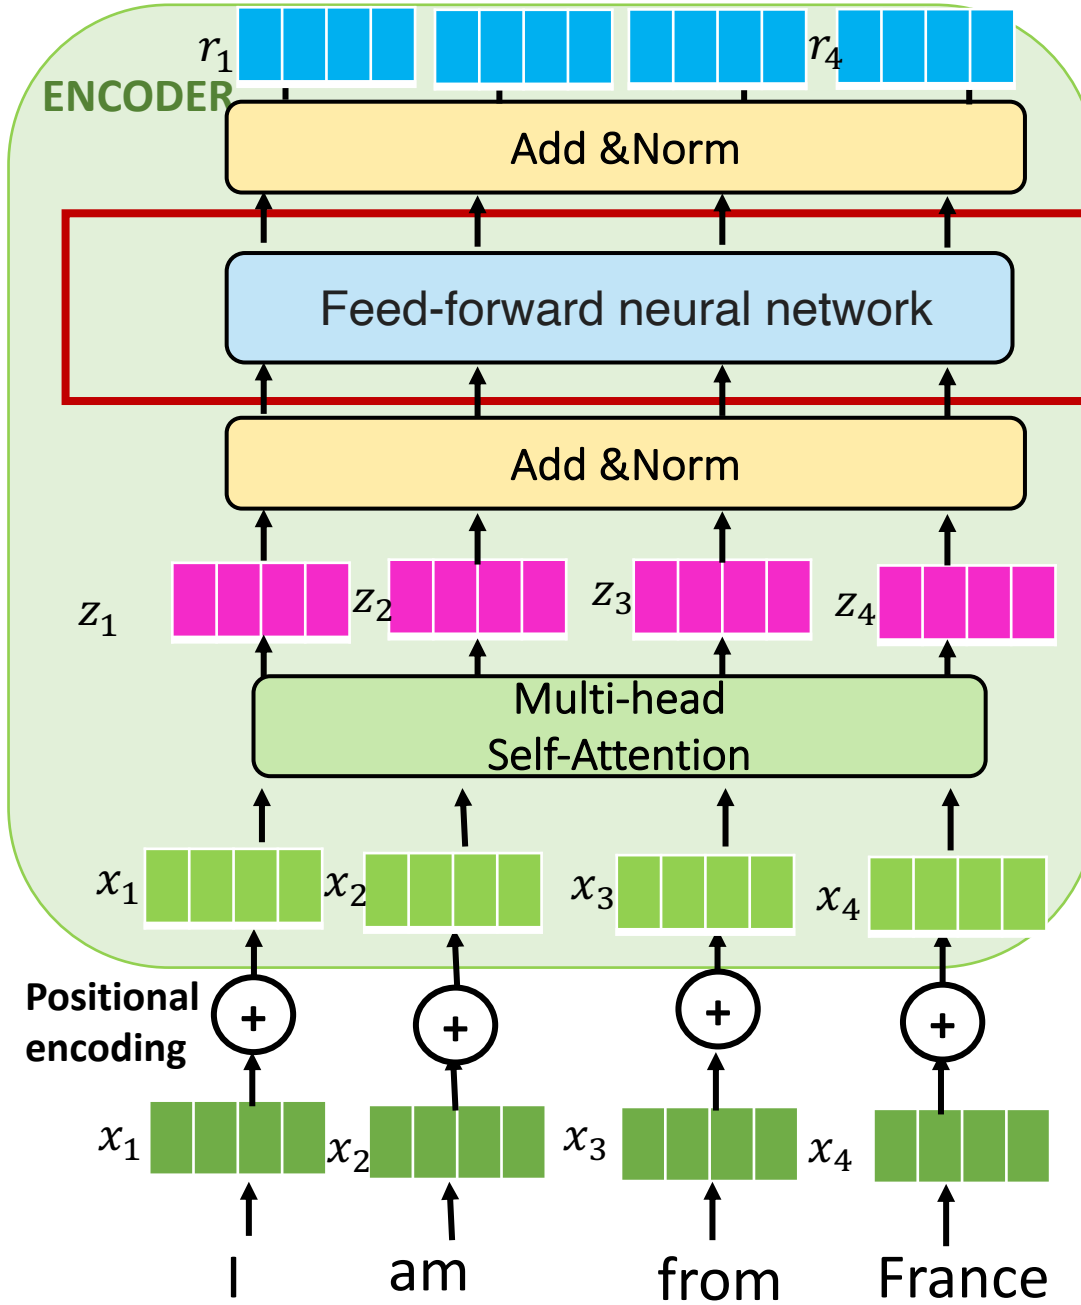 r₁ r₄
ENCODER
Add &Norm
Feed-forward neural network
Add &Norm
z₁ z₂ z₃ z₄
Multi-head
Self-Attention
x₁ x₂ x₃ x₄
Positional
encoding
+ + + +
x₁ x₂ x₃ x₄
I am from France